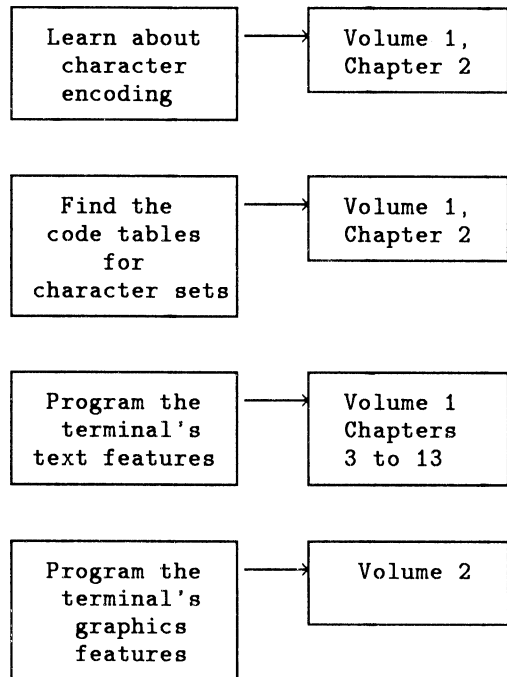 Learn about
character
encoding
Volume 1,
Chapter 2
Find the
code tables
for
character sets
Volume 1,
Chapter 2
Program the
terminal's
text features
Volume 1
Chapters
3 to 13
Program the
terminal's
graphics
features
Volume 2